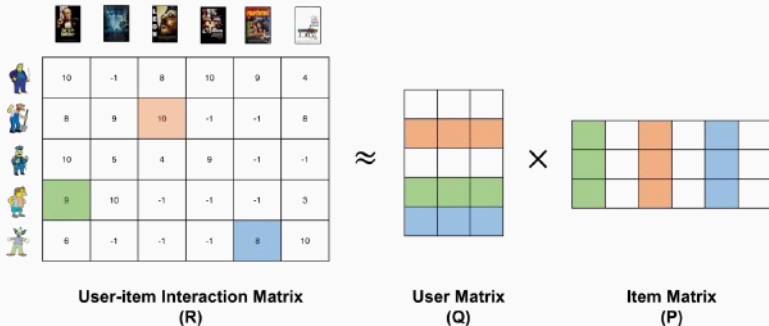 10 -1 8 10 9 4
8 9 10 -1 -1 8
10 5 4 9 -1 -1
9 10 -1 -1 -1 3
6 -1 -1 -1 8 10
≈ ×
User-item Interaction Matrix
(R)
User Matrix
(Q)
Item Matrix
(P)